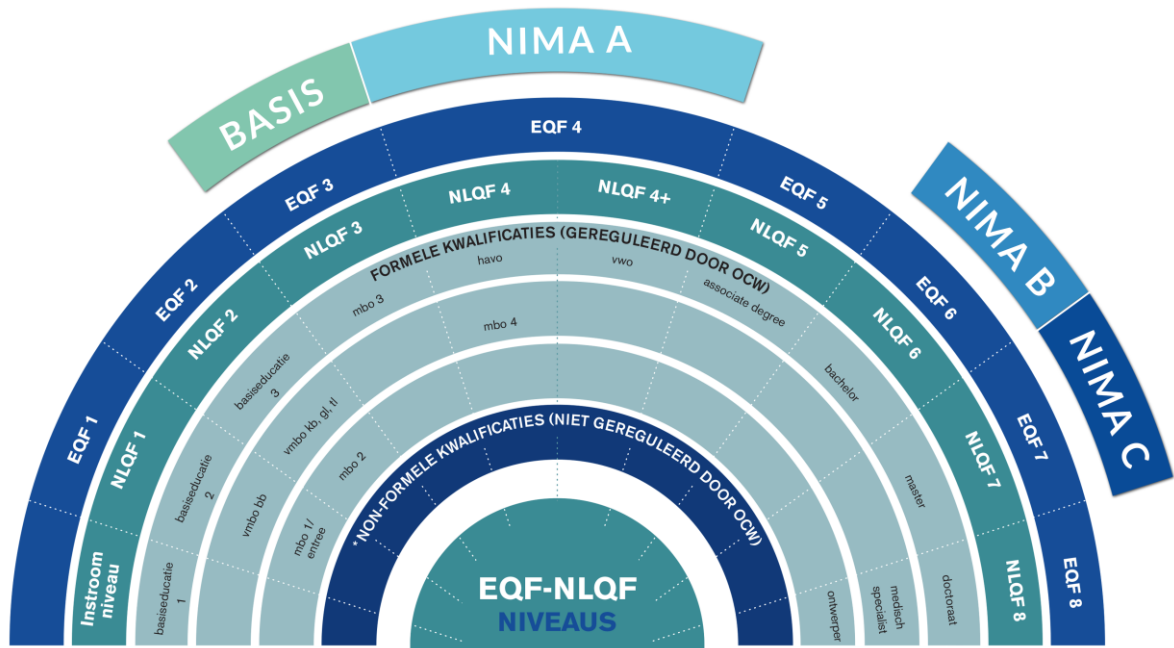 BASIS
NIMA A
NIMA B
NIMA C
EQF 1
EQF 2
EQF 3
EQF 4
EQF 5
EQF 6
EQF 7
EQF 8
Instroom
niveau
NLQF 1
NLQF 2
NLQF 3
NLQF 4
NLQF 4+
NLQF 5
NLQF 6
NLQF 7
NLQF 8
FORMELE KWALIFICATIES (GEREGULEERD DOOR OCW)
basiseducatie
1
basiseducatie
2
basiseducatie
3
mbo 3
havo
vwo
associate degree
bachelor
master
doctoraat
vmbo bb
vmbo kb, gl, tl
mbo 4
medisch
specialist
mbo 1/
entree
mbo 2
ontwerper
*NON-FORMELE KWALIFICATIES (NIET GEREGULEERD DOOR OCW)
EQF-NLQF
NIVEAUS